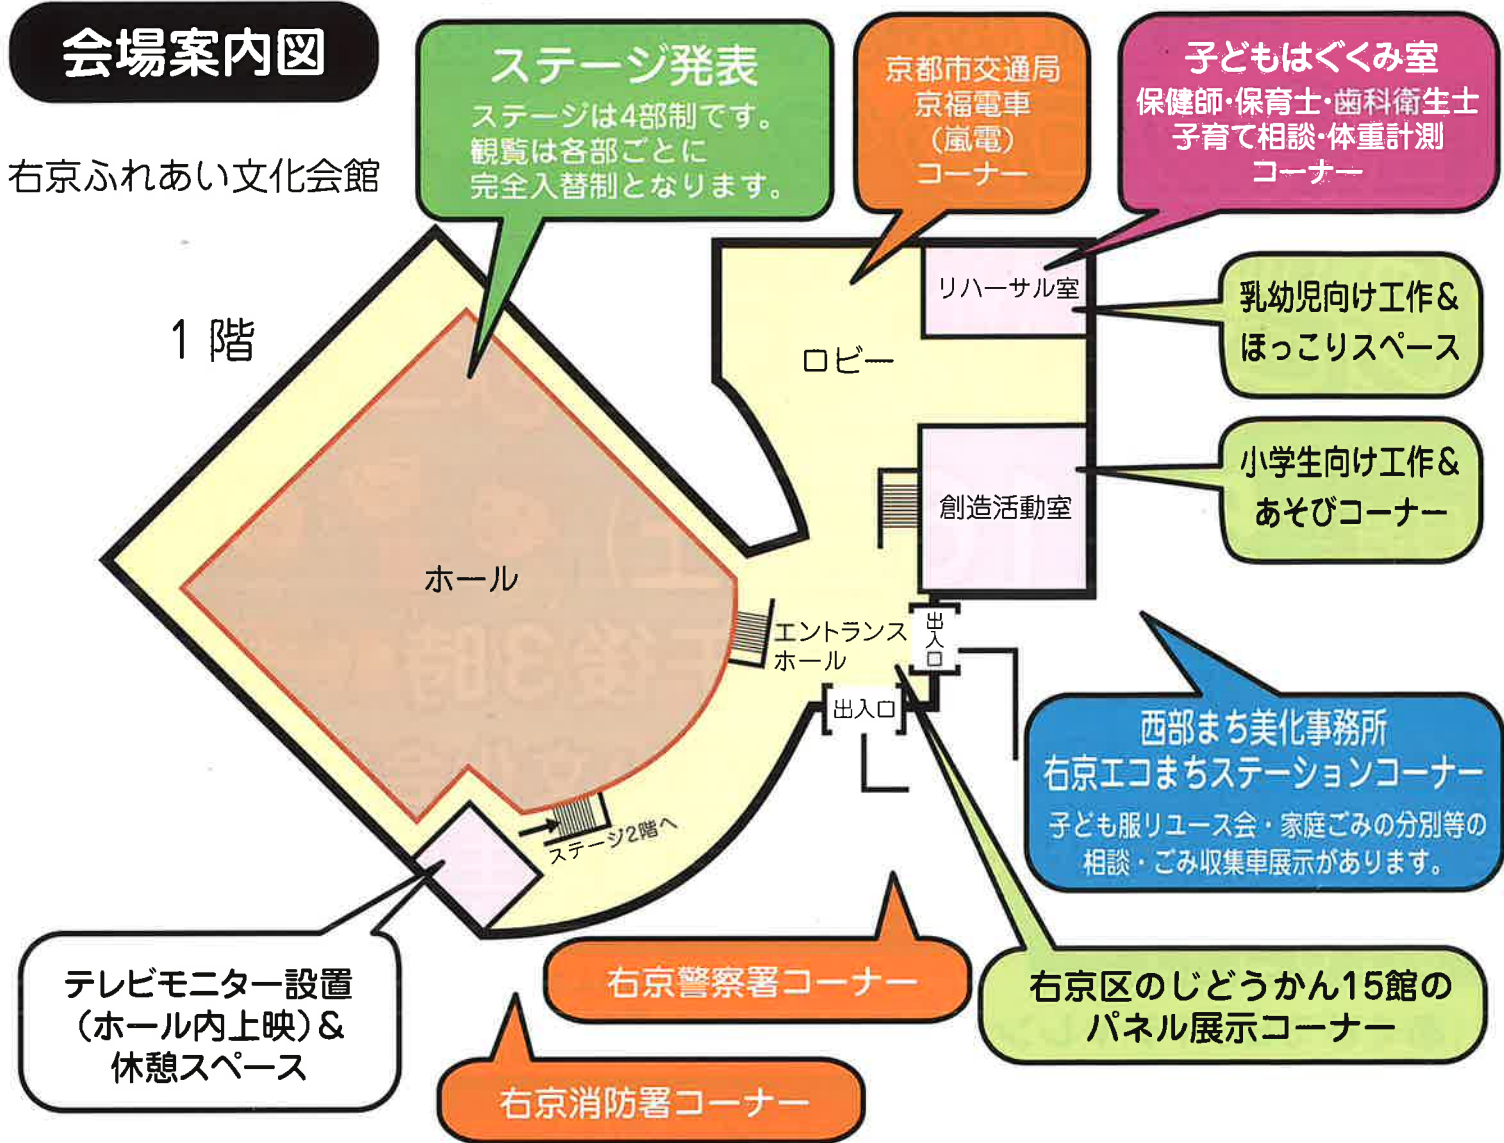 会場案内図
右京ふれあい文化会館
1階
ステージ発表
ステージは4部制です。
観覧は各部ごとに
完全入替制となります。
京都市交通局
京福電車
(嵐電)
コーナー
子どもはぐくみ室
保健師・保育士・歯科衛生士
子育て相談・体重計測
コーナー
リハーサル室
乳幼児向け工作&
ほっこりスペース
ロビー
小学生向け工作&
あそびコーナー
創造活動室
ホール
エントランス
ホール
出入口
出入口
ステージ2階へ
西部まち美化事務所
右京エコまちステーションコーナー
子ども服リユース会・家庭ごみの分別等の
相談・ごみ収集車展示があります。
テレビモニター設置
(ホール内上映)&
休憩スペース
右京警察署コーナー
右京区のじどうかん15館の
パネル展示コーナー
右京消防署コーナー